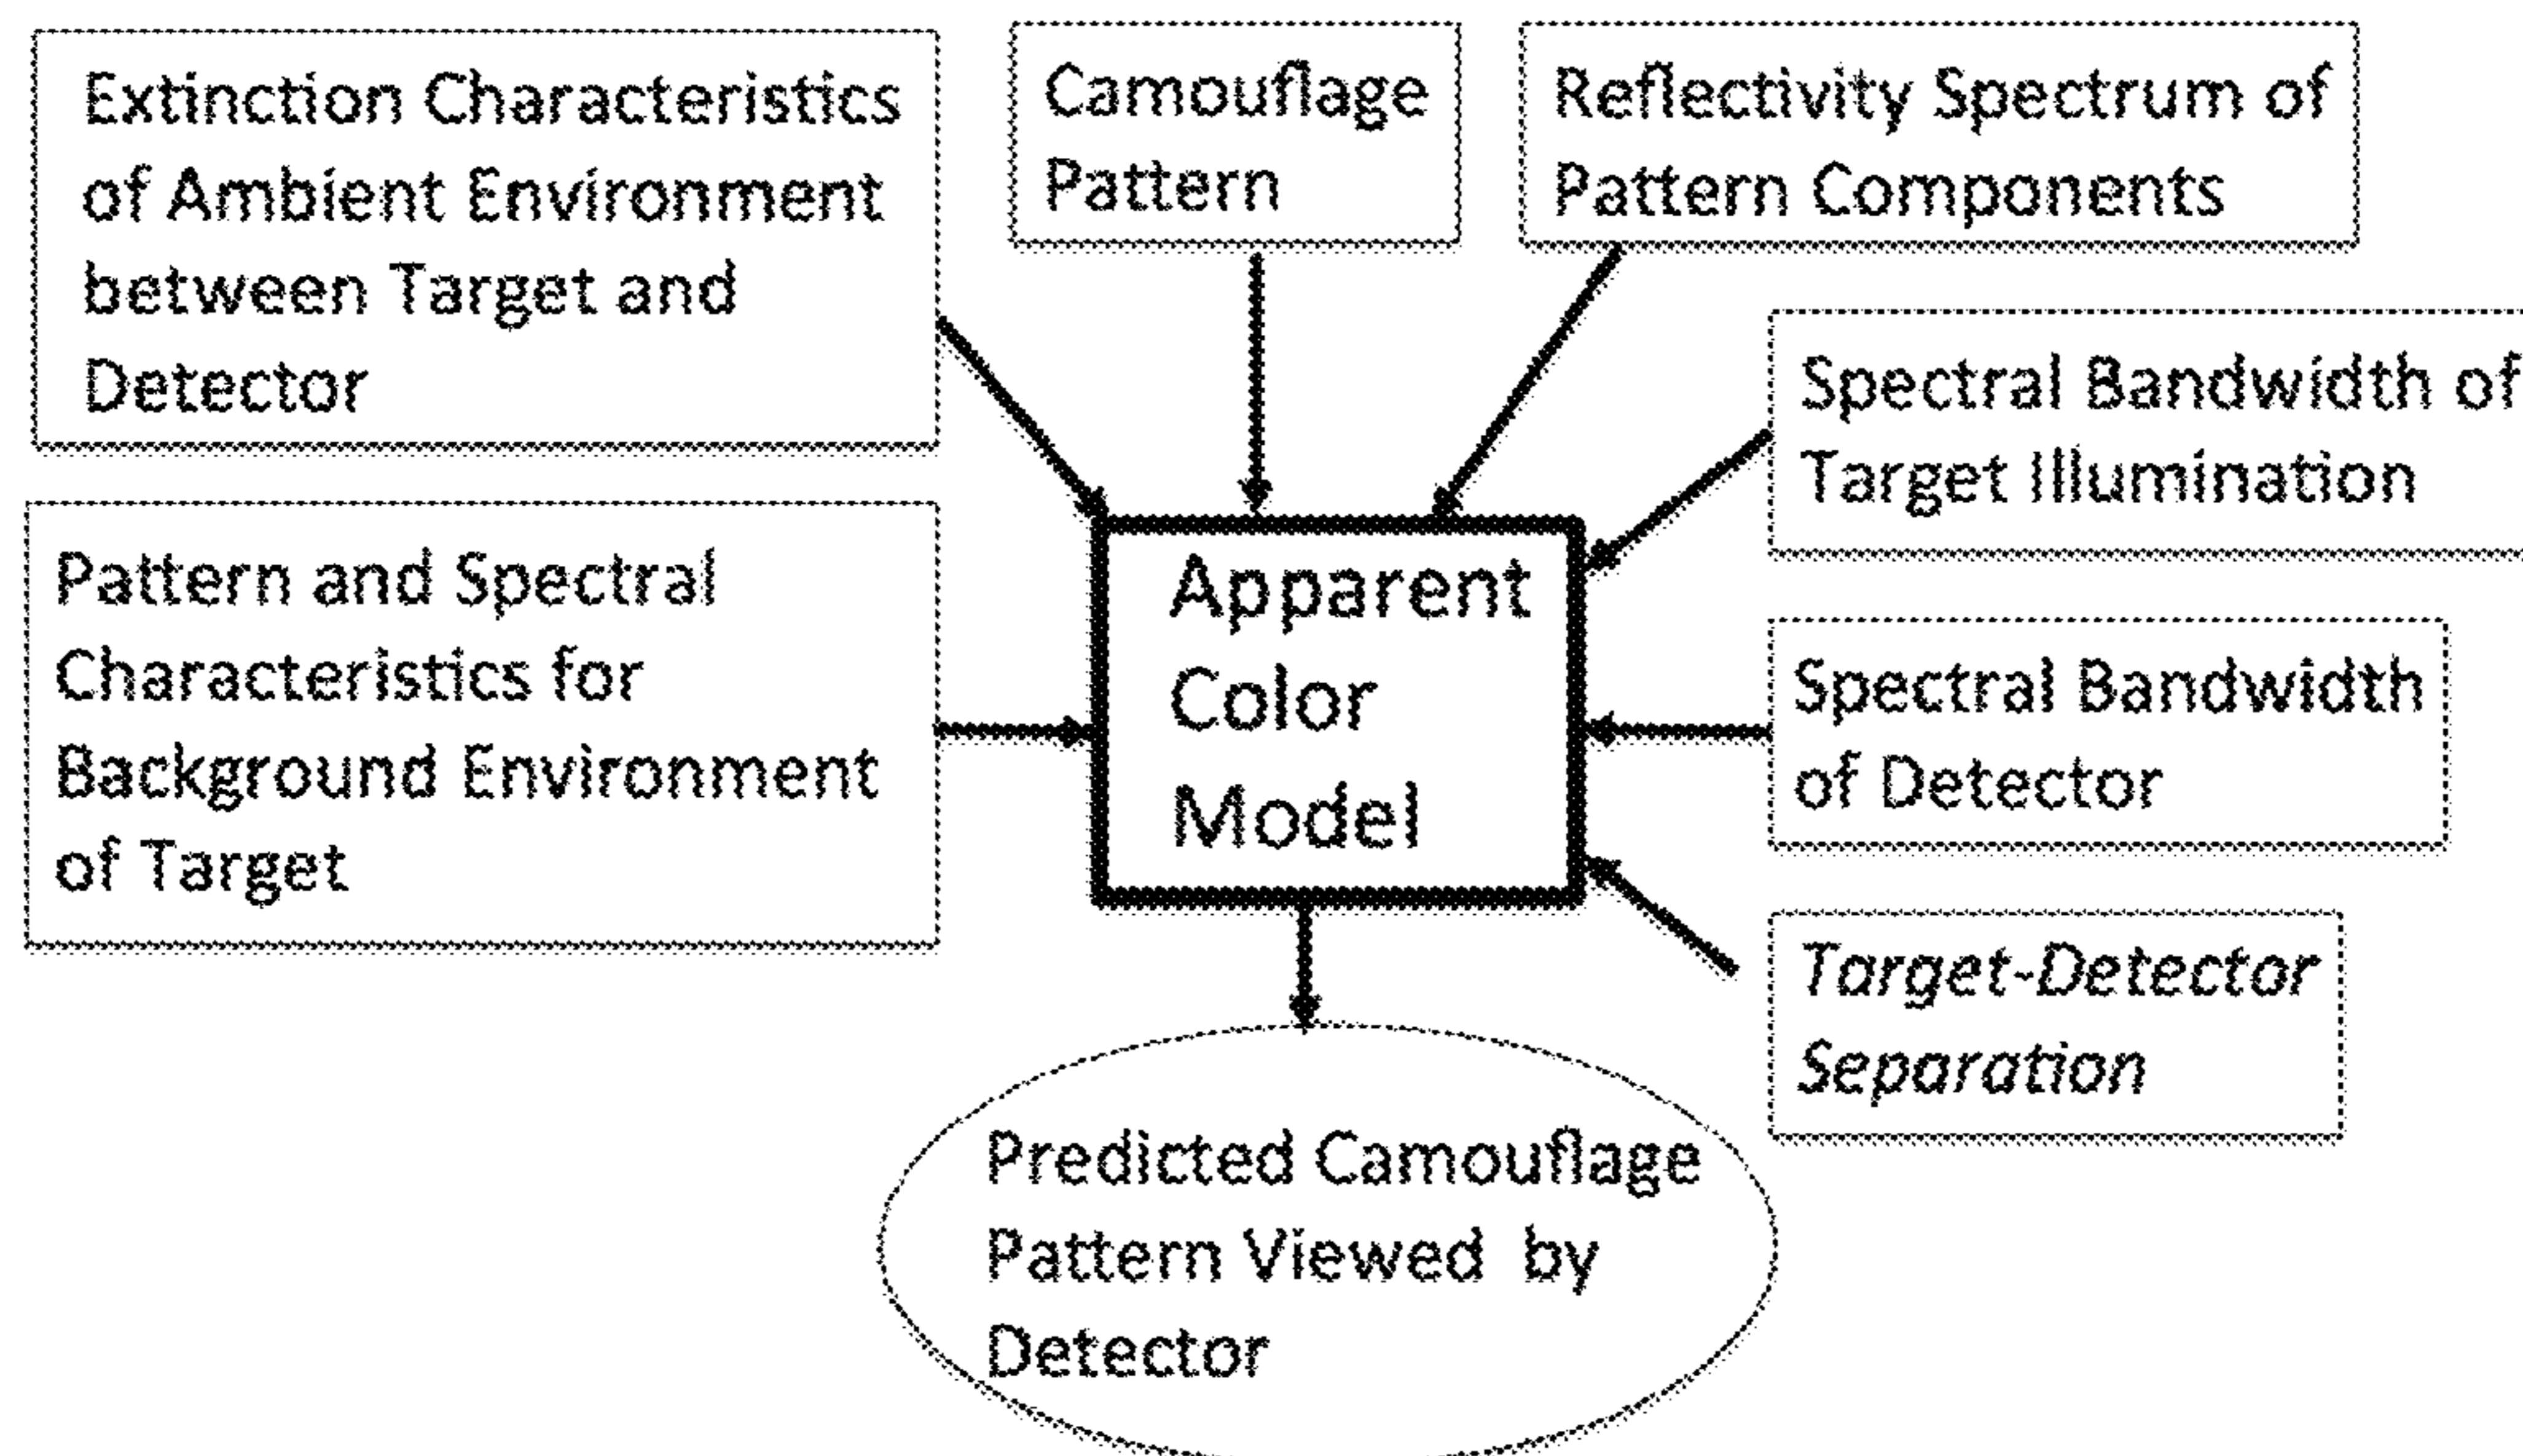 Extinction Characteristics
of Ambient Environment
between Target and
Detector
Camouflage
Pattern
Reflectivity Spectrum of
Pattern Components
Spectral Bandwidth of
Target Illumination
Pattern and Spectral
Characteristics for
Background Environment
of Target
Apparent
Color
Model
Spectral Bandwidth
of Detector
Target-Detector
Separation
Predicted Camouflage
Pattern Viewed by
Detector